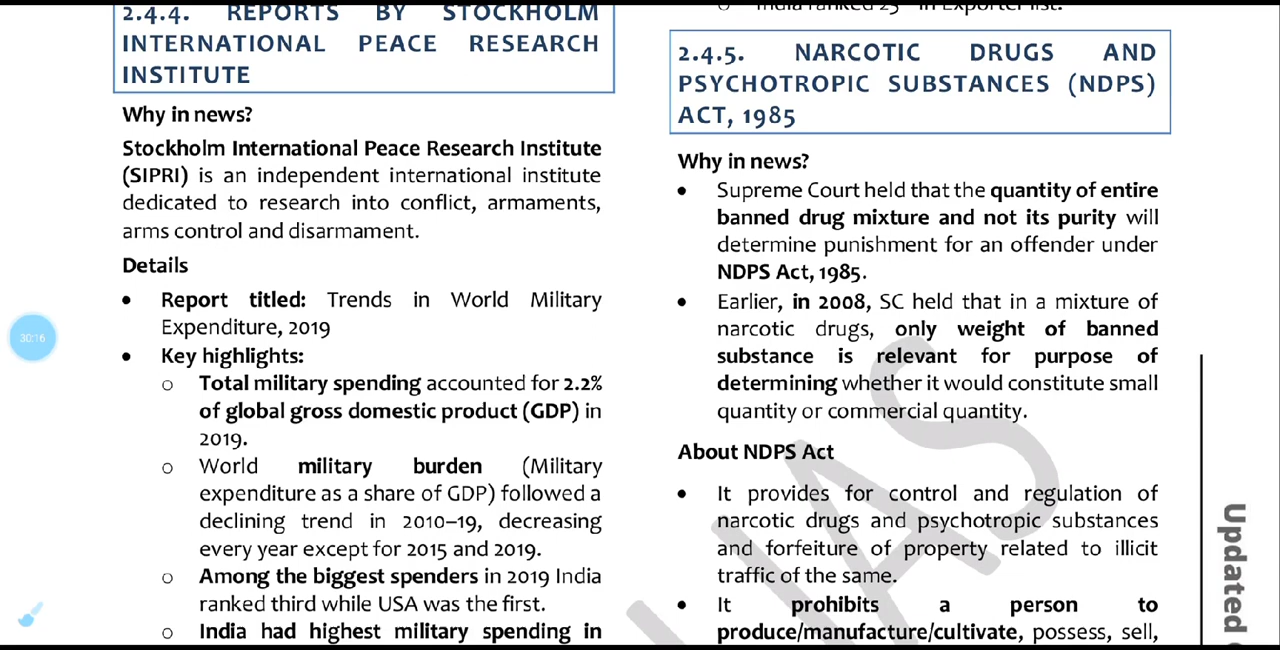 2.4.4. REPORTS BY STOCKHOLM
INTERNATIONAL PEACE RESEARCH
INSTITUTE
Why in news?
Stockholm International Peace Research Institute
(SIPRI) is an independent international institute
dedicated to research into conflict, armaments,
arms control and disarmament.
Details
• Report titled: Trends in World Military
Expenditure, 2019
• Key highlights:
o Total military spending accounted for 2.2%
of global gross domestic product (GDP) in
2019.
o World military burden (Military
expenditure as a share of GDP) followed a
declining trend in 2010–19, decreasing
every year except for 2015 and 2019.
o Among the biggest spenders in 2019 India
ranked third while USA was the first.
o India had highest military spending in
o India ranked 23 in Exporter list.
2.4.5. NARCOTIC DRUGS AND
PSYCHOTROPIC SUBSTANCES (NDPS)
ACT, 1985
Why in news?
• Supreme Court held that the quantity of entire
banned drug mixture and not its purity will
determine punishment for an offender under
NDPS Act, 1985.
• Earlier, in 2008, SC held that in a mixture of
narcotic drugs, only weight of banned
substance is relevant for purpose of
determining whether it would constitute small
quantity or commercial quantity.
About NDPS Act
• It provides for control and regulation of
narcotic drugs and psychotropic substances
and forfeiture of property related to illicit
traffic of the same.
• It prohibits a person to
produce/manufacture/cultivate, possess, sell,
30:16
IAS
Updated